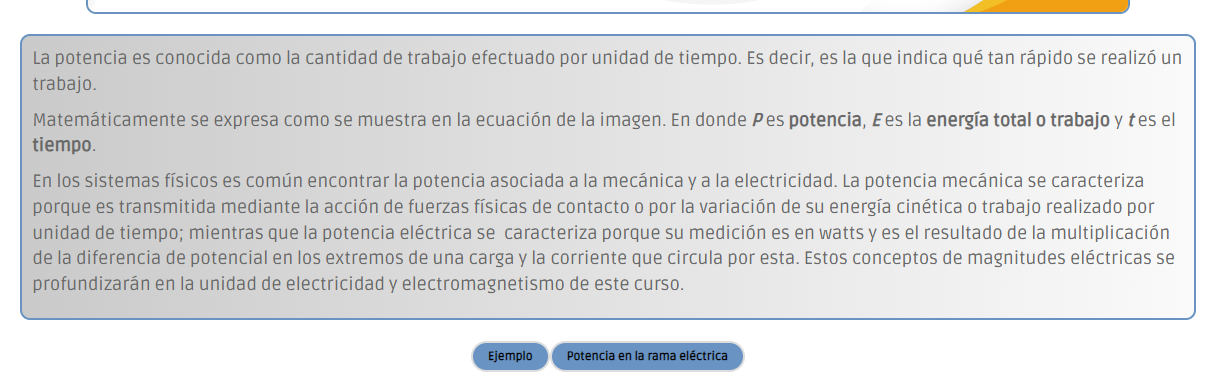 La potencia es conocida como la cantidad de trabajo efectuado por unidad de tiempo. Es decir, es la que indica qué tan rápido se realizó un
trabajo.
Matemáticamente se expresa como se muestra en la ecuación de la imagen. En donde P es potencia, E es la energía total o trabajo y t es el
tiempo.
En los sistemas físicos es común encontrar la potencia asociada a la mecánica y a la electricidad. La potencia mecánica se caracteriza
porque es transmitida mediante la acción de fuerzas físicas de contacto o por la variación de su energía cinética o trabajo realizado por
unidad de tiempo; mientras que la potencia eléctrica se  caracteriza porque su medición es en watts y es el resultado de la multiplicación
de la diferencia de potencial en los extremos de una carga y la corriente que circula por esta. Estos conceptos de magnitudes eléctricas se
profundizarán en la unidad de electricidad y electromagnetismo de este curso.
Ejemplo Potencia en la rama eléctrica